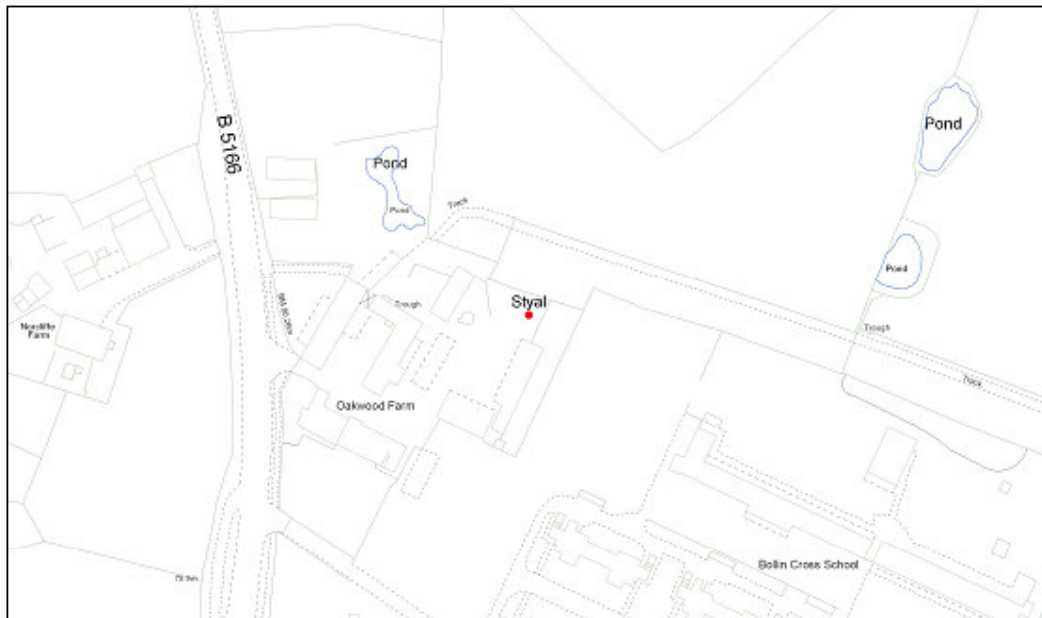 Pond
B 5166
Pond
Pond
Track
Pond
Trough
Styal
Trough
Norcliffe
Farm
Track
Oakwood Farm
Bollin Cross School